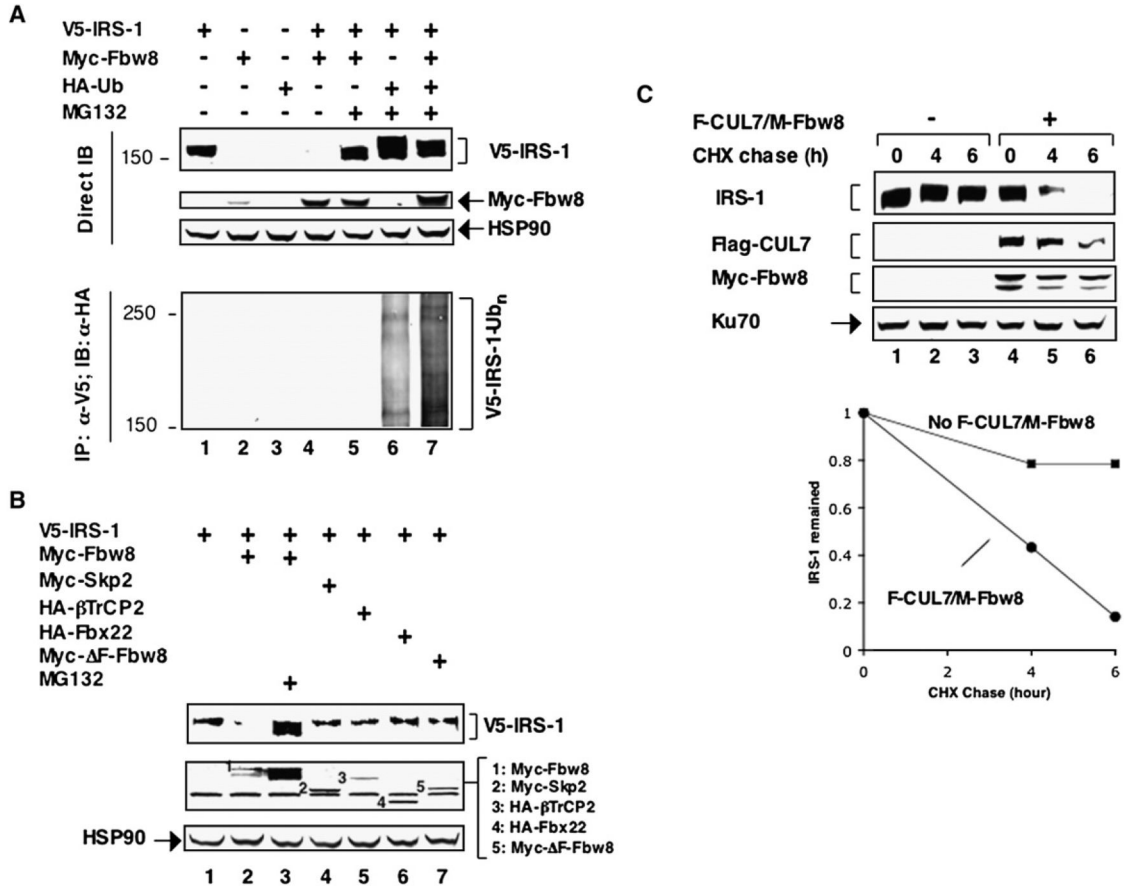 A
V5-IRS-1 + - - + + - +
Myc-Fbw8 - + - + + - +
HA-Ub - - + - - + +
MG132 - - - - + + +
Direct IB
150 –
V5-IRS-1
Myc-Fbw8
HSP90
IP: α-V5; IB: α-HA
250 –
150 –
V5-IRS-1-Ubn
1 2 3 4 5 6 7
B
V5-IRS-1 + + + + + + +
Myc-Fbw8 + +
Myc-Skp2 +
HA-βTrCP2 +
HA-Fbx22 +
Myc-ΔF-Fbw8 +
MG132 +
V5-IRS-1
1 2 3 4 5
1: Myc-Fbw8
2: Myc-Skp2
3: HA-βTrCP2
4: HA-Fbx22
5: Myc-ΔF-Fbw8
HSP90
1 2 3 4 5 6 7
C
F-CUL7/M-Fbw8 - +
CHX chase (h) 0 4 6 0 4 6
IRS-1
Flag-CUL7
Myc-Fbw8
Ku70
1 2 3 4 5 6
1
0.8
0.6
0.4
0.2
0
IRS-1 remained
No F-CUL7/M-Fbw8
F-CUL7/M-Fbw8
0 2 4 6
CHX Chase (hour)